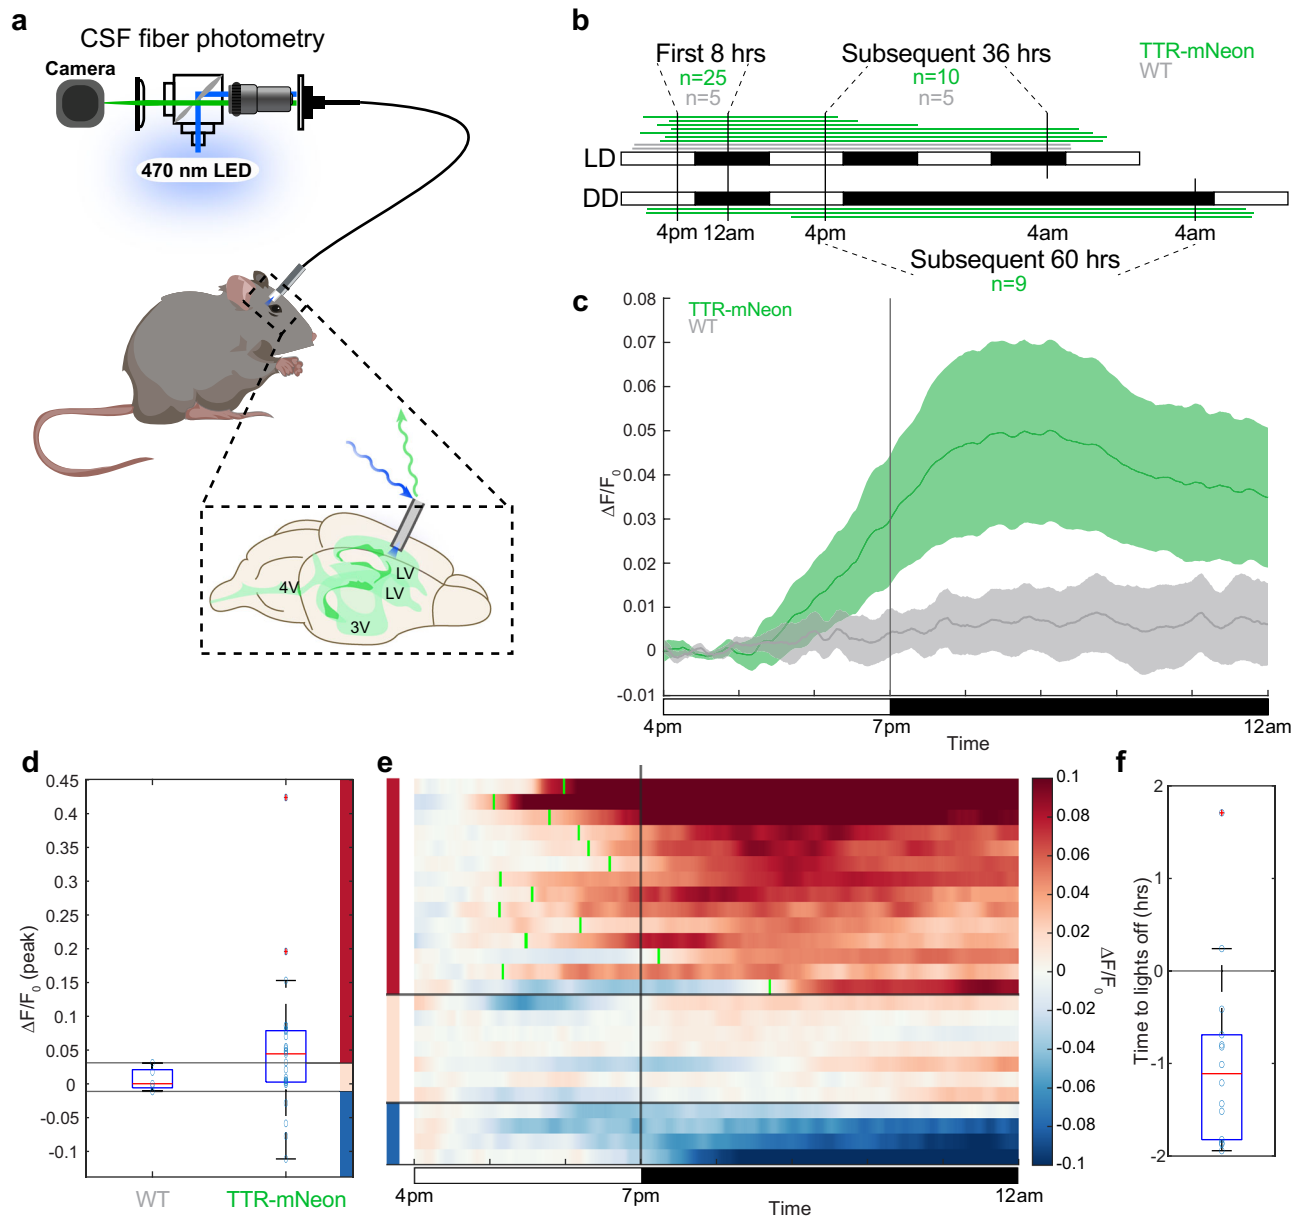 a
CSF fiber photometry
Camera
470 nm LED
4V
LV
LV
3V
b
First 8 hrs
n=25
n=5
Subsequent 36 hrs
n=10
n=5
TTR-mNeon
WT
LD
DD
4pm 12am 4pm 4am 4am
Subsequent 60 hrs
n=9
c
TTR-mNeon
WT
ΔF/F0
0.08
0.07
0.06
0.05
0.04
0.03
0.02
0.01
0
-0.01
4pm 7pm 12am
Time
d
ΔF/F0 (peak)
0.45
0.4
0.35
0.3
0.25
0.2
0.15
0.1
0.05
0
-0.05
-0.1
WT TTR-mNeon
e
4pm 7pm 12am
Time
0.1
0.08
0.06
0.04
0.02
0
-0.02
-0.04
-0.06
-0.08
-0.1
ΔF/F0
f
Time to lights off (hrs)
2
1
0
-1
-2